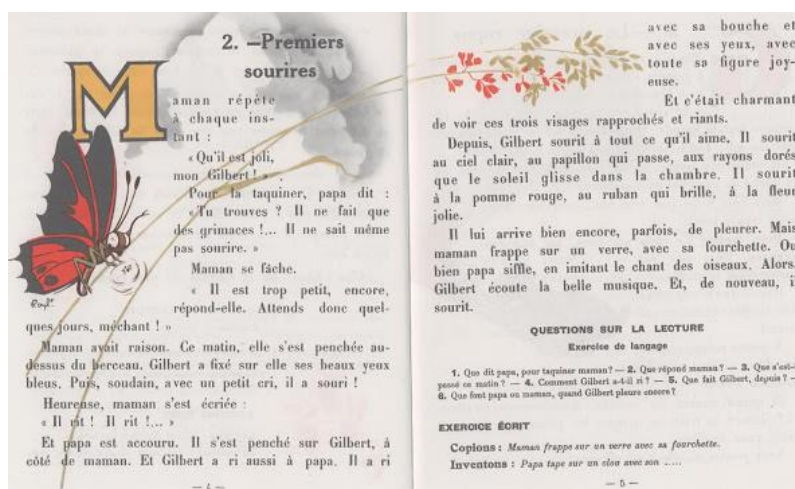 2. —Premiers
sourires
Maman répète
à chaque ins-
tant :
« Qu'il est joli,
mon Gilbert ! »
Pour la taquiner, papa dit :
« Tu trouves ? Il ne fait que
des grimaces !... Il ne sait même
pas sourire. »
Maman se fâche.
« Il est trop petit, encore,
répond-elle. Attends donc quel-
ques jours, méchant ! »
Maman avait raison. Ce matin, elle s'est penchée au-
dessus du berceau. Gilbert a fixé sur elle ses beaux yeux
bleus. Puis, soudain, avec un petit cri, il a souri !
Heureuse, maman s'est écriée :
« Il rit ! Il rit !... »
Et papa est accouru. Il s'est penché sur Gilbert, à
côté de maman. Et Gilbert a ri aussi à papa. Il a ri
— 4 —
avec sa bouche et
avec ses yeux, avec
toute sa figure joy-
euse.
Et c'était charmant
de voir ces trois visages rapprochés et riants.
Depuis, Gilbert sourit à tout ce qu'il aime. Il sourit
au ciel clair, au papillon qui passe, aux rayons dorés
que le soleil glisse dans la chambre. Il sourit
à la pomme rouge, au ruban qui brille, à la fleur
jolie.
Il lui arrive bien encore, parfois, de pleurer. Mais
maman frappe sur un verre, avec sa fourchette. Ou
bien papa siffle, en imitant le chant des oiseaux. Alors
Gilbert écoute la belle musique. Et, de nouveau, i
sourit.
QUESTIONS SUR LA LECTURE
Exercice de langage
1. Que dit papa, pour taquiner maman ? — 2. Que répond maman ? — 3. Que s'est-
passé ce matin ? — 4. Comment Gilbert a-t-il ri ? — 5. Que fait Gilbert, depuis ? —
6. Que font papa ou maman, quand Gilbert pleure encore ?
EXERCICE ÉCRIT
Copions : Maman frappe sur un verre avec sa fourchette.
Inventons : Papa tape sur un clou avec son .....
— 5 —